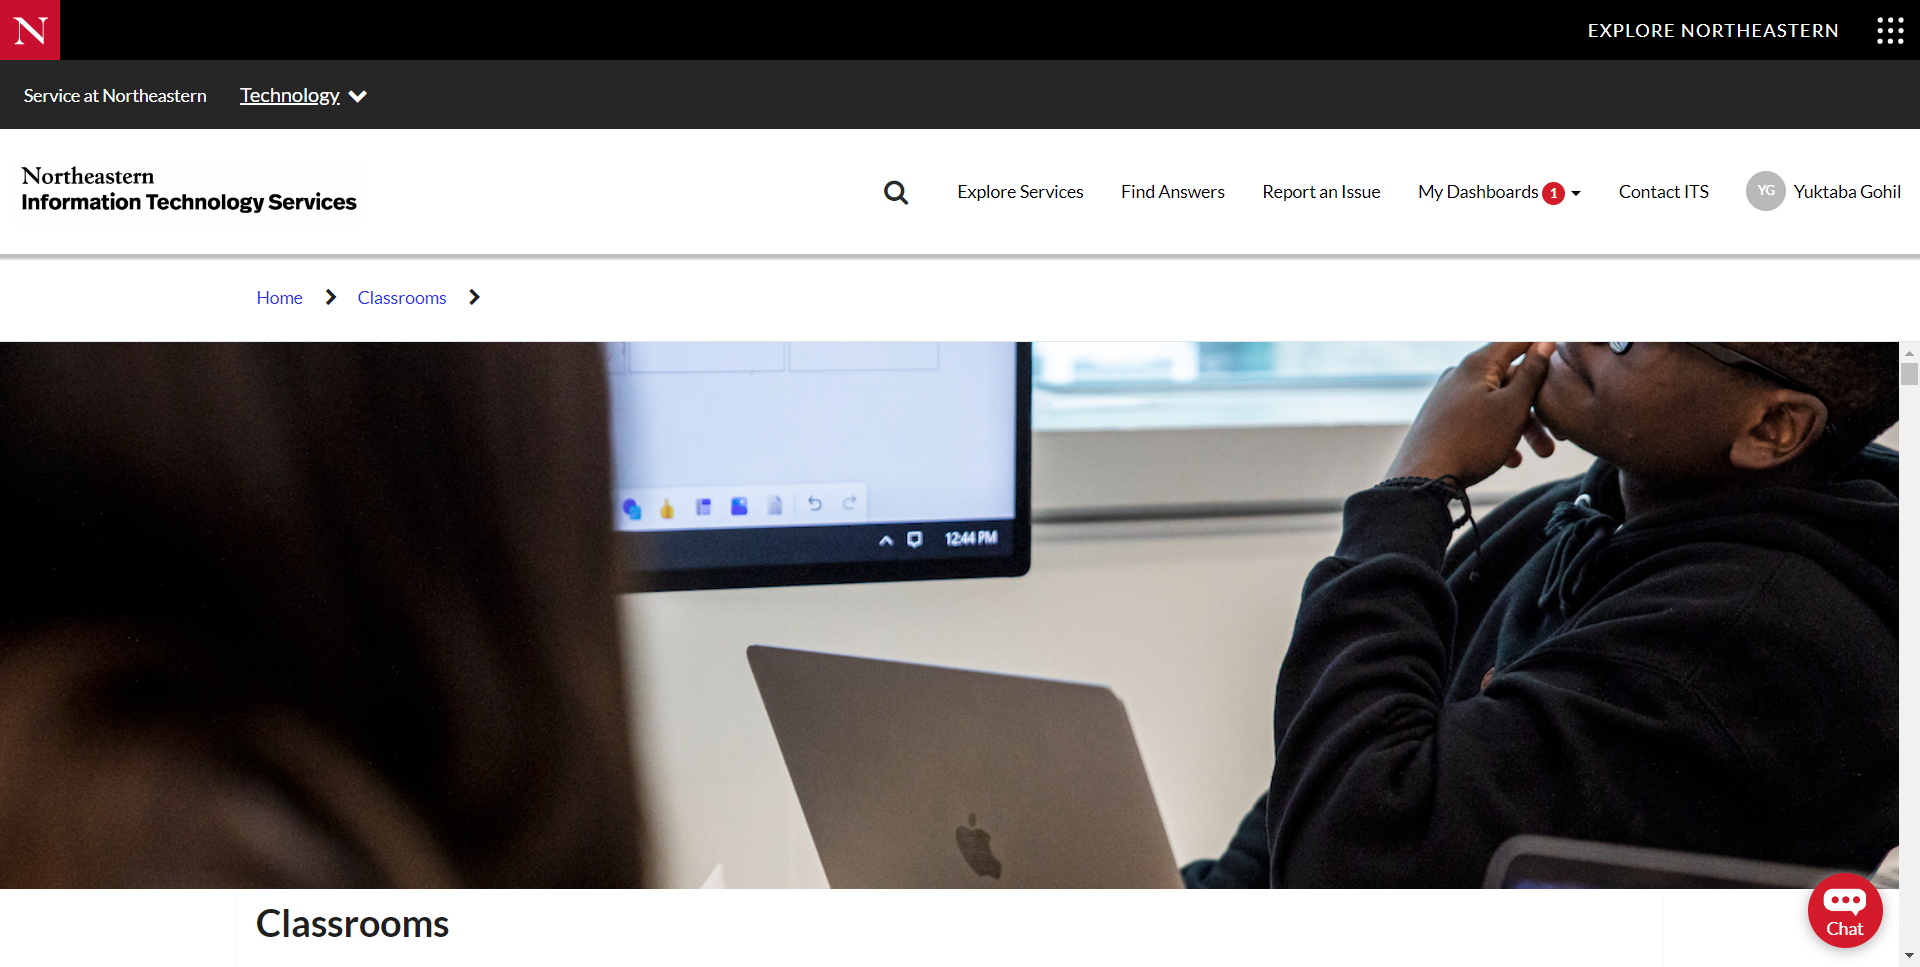 N
EXPLORE NORTHEASTERN
Service at Northeastern Technology
Northeastern
Information Technology Services
Explore Services Find Answers Report an Issue My Dashboards 1 Contact ITS YG Yuktaba Gohil
Home Classrooms
12:44 PM
Classrooms
Chat